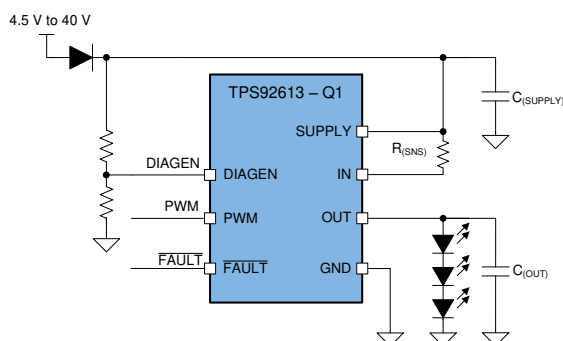 4.5 V to 40 V
TPS92613 – Q1
SUPPLY
C(SUPPLY)
R(SNS)
DIAGEN
DIAGEN
IN
PWM
PWM
OUT
FAULT
FAULT
GND
C(OUT)